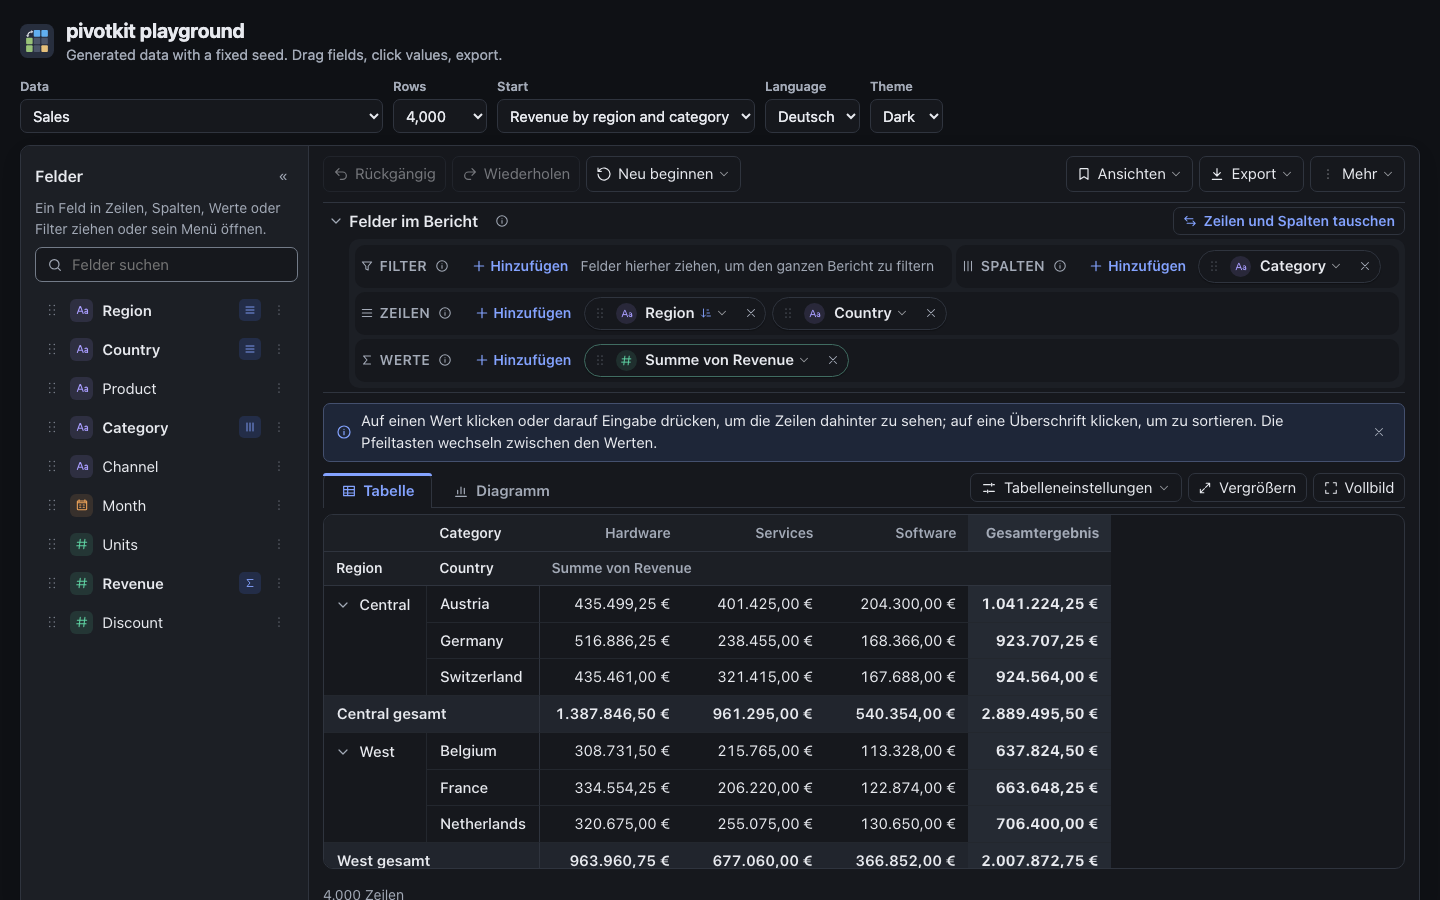 pivotkit playground
Generated data with a fixed seed. Drag fields, click values, export.
Data Rows Start Language Theme
Sales 4,000 Revenue by region and category Deutsch Dark
Felder «
Ein Feld in Zeilen, Spalten, Werte oder
Filter ziehen oder sein Menü öffnen.
Felder suchen
Aa Region
Aa Country
Aa Product
Aa Category
Aa Channel
Month
# Units
# Revenue Σ
# Discount
Rückgängig Wiederholen Neu beginnen Ansichten Export Mehr
Felder im Bericht Zeilen und Spalten tauschen
FILTER + Hinzufügen Felder hierher ziehen, um den ganzen Bericht zu filtern SPALTEN + Hinzufügen Aa Category
ZEILEN + Hinzufügen Aa Region Aa Country
Σ WERTE + Hinzufügen # Summe von Revenue
Auf einen Wert klicken oder darauf Eingabe drücken, um die Zeilen dahinter zu sehen; auf eine Überschrift klicken, um zu sortieren. Die
Pfeiltasten wechseln zwischen den Werten.
Tabelle Diagramm Tabelleneinstellungen Vergrößern Vollbild
Category Hardware Services Software Gesamtergebnis
Region Country Summe von Revenue
Central Austria 435.499,25 € 401.425,00 € 204.300,00 € 1.041.224,25 €
Germany 516.886,25 € 238.455,00 € 168.366,00 € 923.707,25 €
Switzerland 435.461,00 € 321.415,00 € 167.688,00 € 924.564,00 €
Central gesamt 1.387.846,50 € 961.295,00 € 540.354,00 € 2.889.495,50 €
West Belgium 308.731,50 € 215.765,00 € 113.328,00 € 637.824,50 €
France 334.554,25 € 206.220,00 € 122.874,00 € 663.648,25 €
Netherlands 320.675,00 € 255.075,00 € 130.650,00 € 706.400,00 €
West gesamt 963.960,75 € 677.060,00 € 366.852,00 € 2.007.872,75 €
4.000 Zeilen